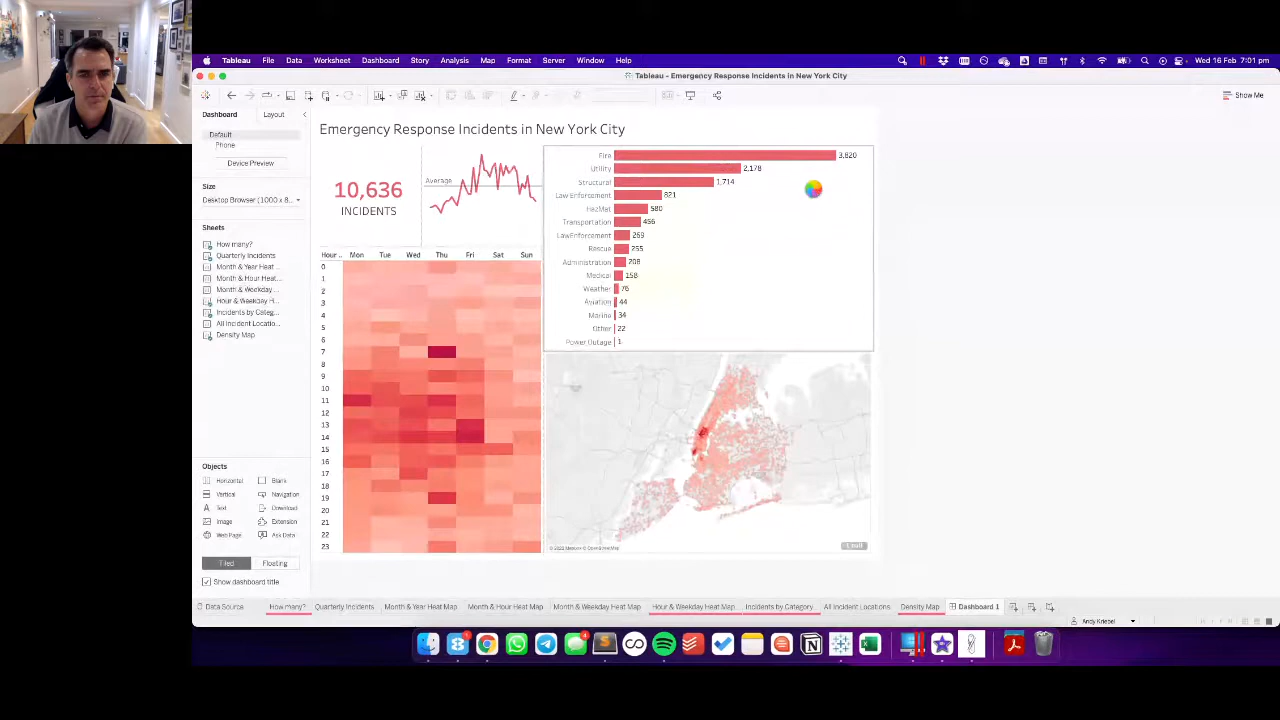 Tableau File Data Worksheet Dashboard Story Analysis Map Format Server Window Help
Wed 16 Feb 7:01 pm
Tableau - Emergency Response Incidents In New York City
Show Me
Dashboard Layout
Default
Phone
Device Preview
Size
Desktop Browser (1000 x 8...
Sheets
How many?
Quarterly Incidents
Month & Year Heat ...
Month & Hour Heat...
Month & Weekday ...
Hour & Weekday H...
Incidents by Categ...
All Incident Locatio...
Density Map
Objects
Horizontal Blank
Vertical Navigation
Text Download
Image Extension
Web Page Ask Data
Tiled Floating
Show dashboard title
Emergency Response Incidents in New York City
10,636
INCIDENTS
Average
Fire 3,820
Utility 2,178
Structural 1,714
Law Enforcement 821
HazMat 580
Transportation 456
LawEnforcement 269
Rescue 255
Administration 208
Medical 158
Weather 76
Aviation 44
Marine 34
Other 22
Power Outage 1
Hour .. Mon Tue Wed Thu Fri Sat Sun
0
1
2
3
4
5
6
7
8
9
10
11
12
13
14
15
16
17
18
19
20
21
22
23
© 2022 Mapbox © OpenStreetMap
1 null
Data Source How many? Quarterly Incidents Month & Year Heat Map Month & Hour Heat Map Month & Weekday Heat Map Hour & Weekday Heat Map Incidents by Category All Incident Locations Density Map Dashboard 1
Andy Kriebel